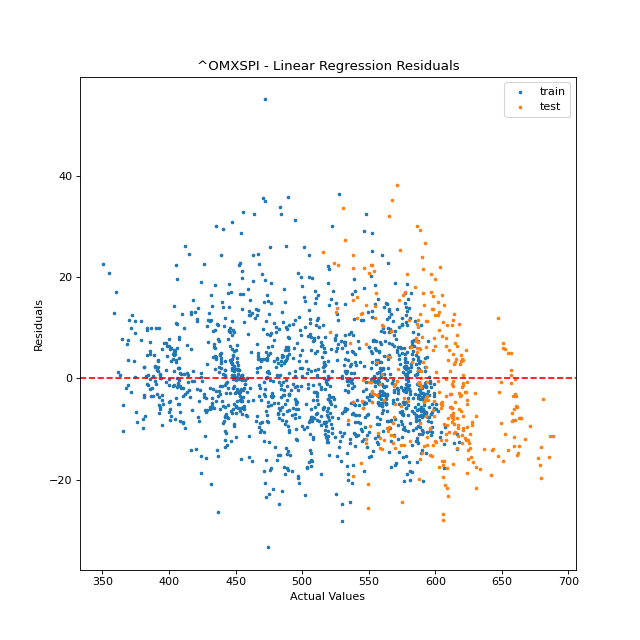 ^OMXSPI - Linear Regression Residuals
train
test
40
20
0
−20
Residuals
350 400 450 500 550 600 650 700
Actual Values